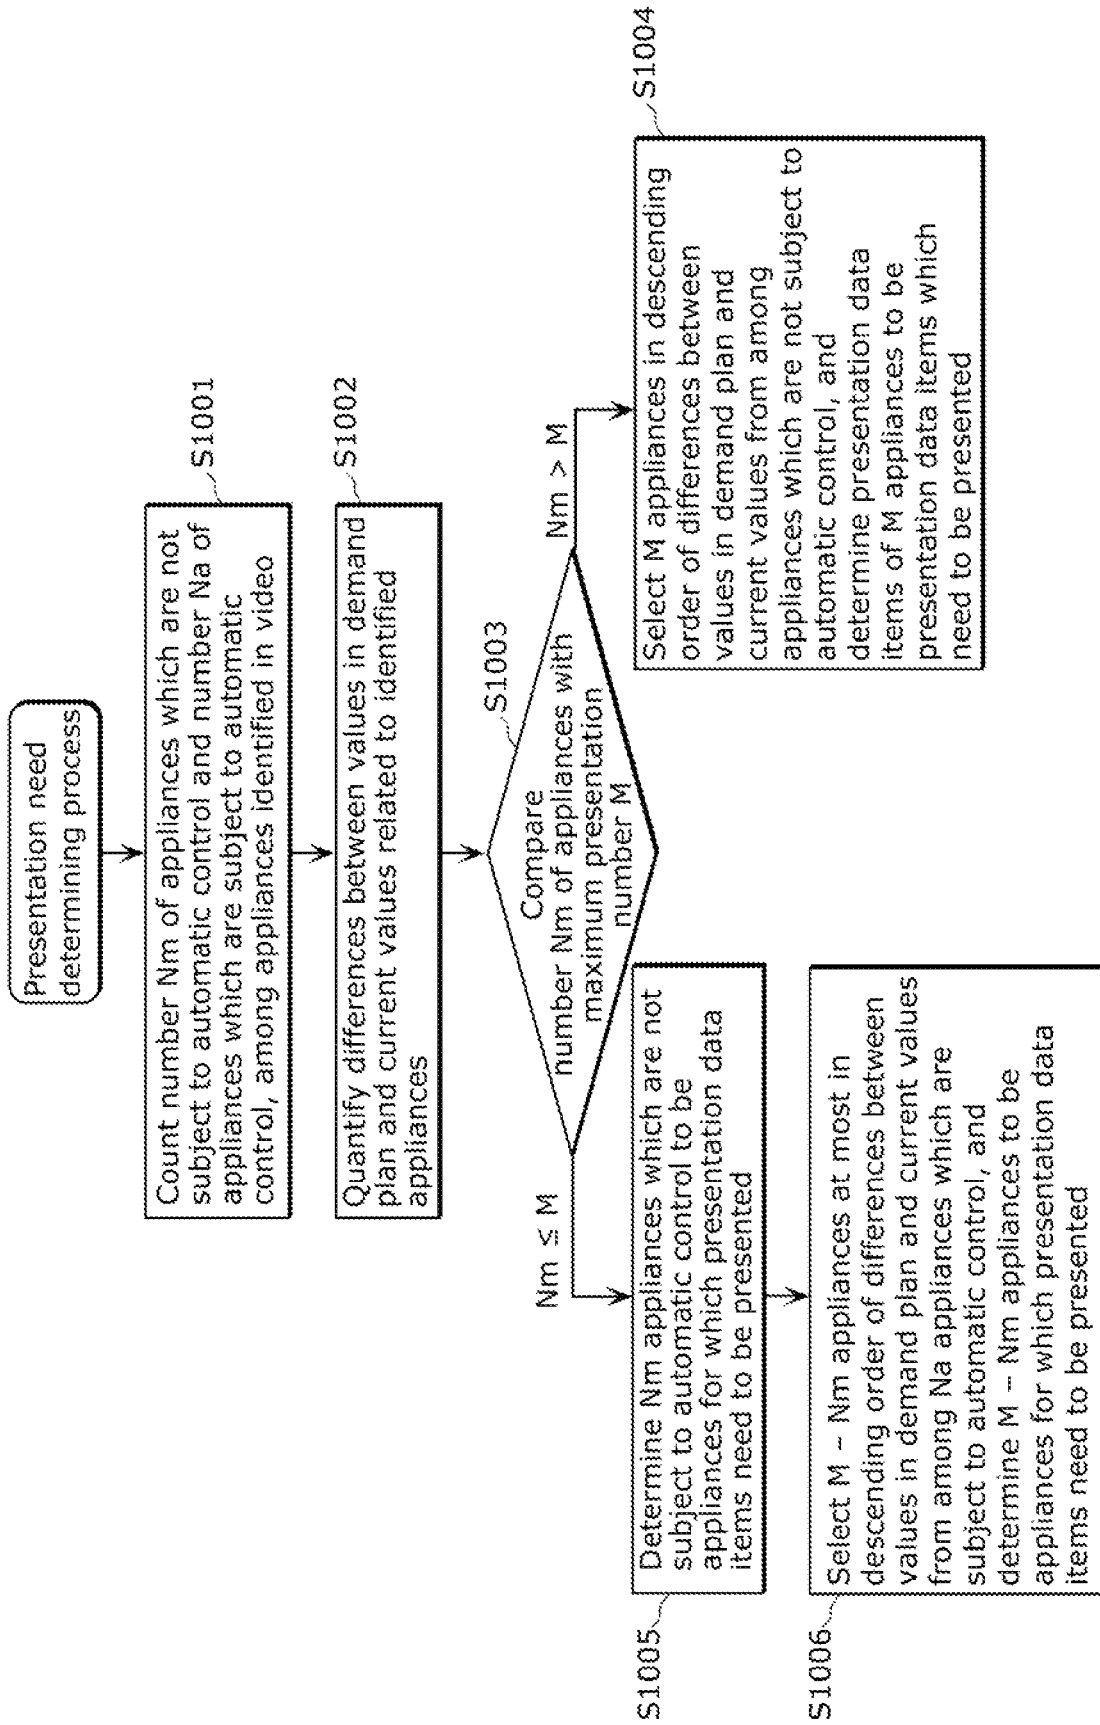 Presentation need
determining process
Count number Nm of appliances which are not
subject to automatic control and number Na of
appliances which are subject to automatic
control, among appliances identified in video
S1001
Quantify differences between values in demand
plan and current values related to identified
appliances
S1002
Compare
number Nm of appliances with
maximum presentation
number M
S1003
Nm ≦ M
Nm > M
Select M appliances in descending
order of differences between
values in demand plan and
current values from among
appliances which are not subject to
automatic control, and
determine presentation data
items of M appliances to be
presentation data items which
need to be presented
S1004
Determine Nm appliances which are not
subject to automatic control to be
appliances for which presentation data
items need to be presented
S1005
Select M – Nm appliances at most in
descending order of differences between
values in demand plan and current values
from among Na appliances which are
subject to automatic control, and
determine M – Nm appliances to be
appliances for which presentation data
items need to be presented
S1006